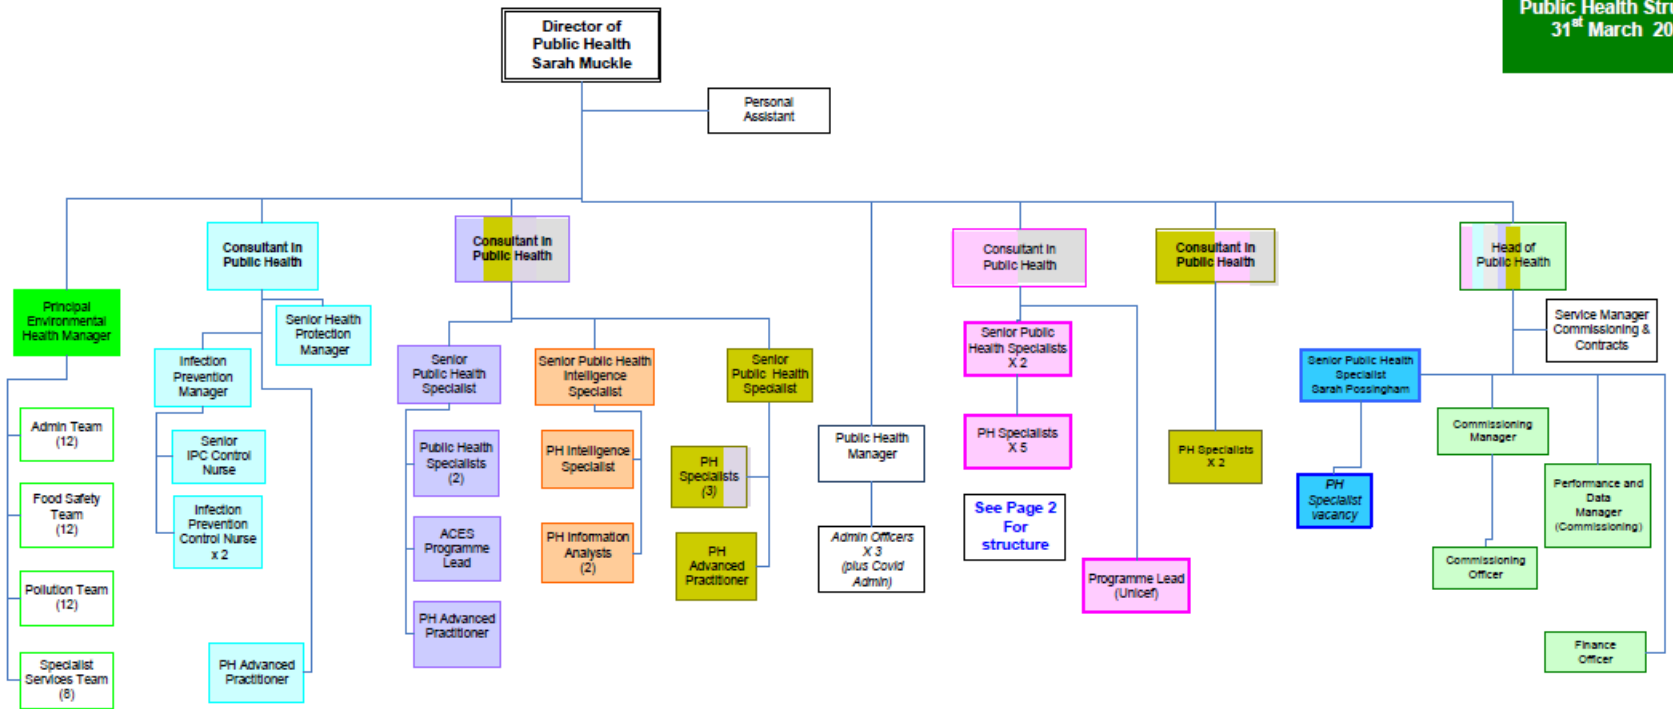 Public Health
31st March 20
Director of
Public Health
Sarah Muckle
Personal
Assistant
Consultant in
Public Health
Consultant in
Public Health
Consultant in
Public Health
Consultant in
Public Health
Head of
Public Health
Principal
Environmental
Health Manager
Senior Health
Protection
Manager
Service Manager
Commissioning &
Contracts
Infection
Prevention
Manager
Senior
Public Health
Specialist
Senior Public Health
Intelligence
Specialist
Senior
Public Health
Specialist
Senior Public
Health Specialists
X 2
Senior Public Health
Specialist
Sarah Possingham
Admin Team
(12)
Senior
IPC Control
Nurse
Public Health
Specialists
(2)
PH Intelligence
Specialist
PH
Specialists
(3)
Public Health
Manager
PH Specialists
X 5
PH Specialists
X 2
Commissioning
Manager
Food Safety
Team
(12)
Infection
Prevention
Control Nurse
x 2
ACES
Programme
Lead
PH Information
Analysts
(2)
PH
Advanced
Practitioner
Admin Officers
X 3
(plus Covid
Admin)
See Page 2
For
structure
PH
Specialist
vacancy
Performance and
Data
Manager
(Commissioning)
Pollution Team
(12)
PH Advanced
Practitioner
Programme Lead
(Unicef)
Commissioning
Officer
Specialist
Services Team
(8)
PH Advanced
Practitioner
Finance
Officer